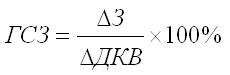 ГСЗ = ΔЗ / ΔДКВ × 100%